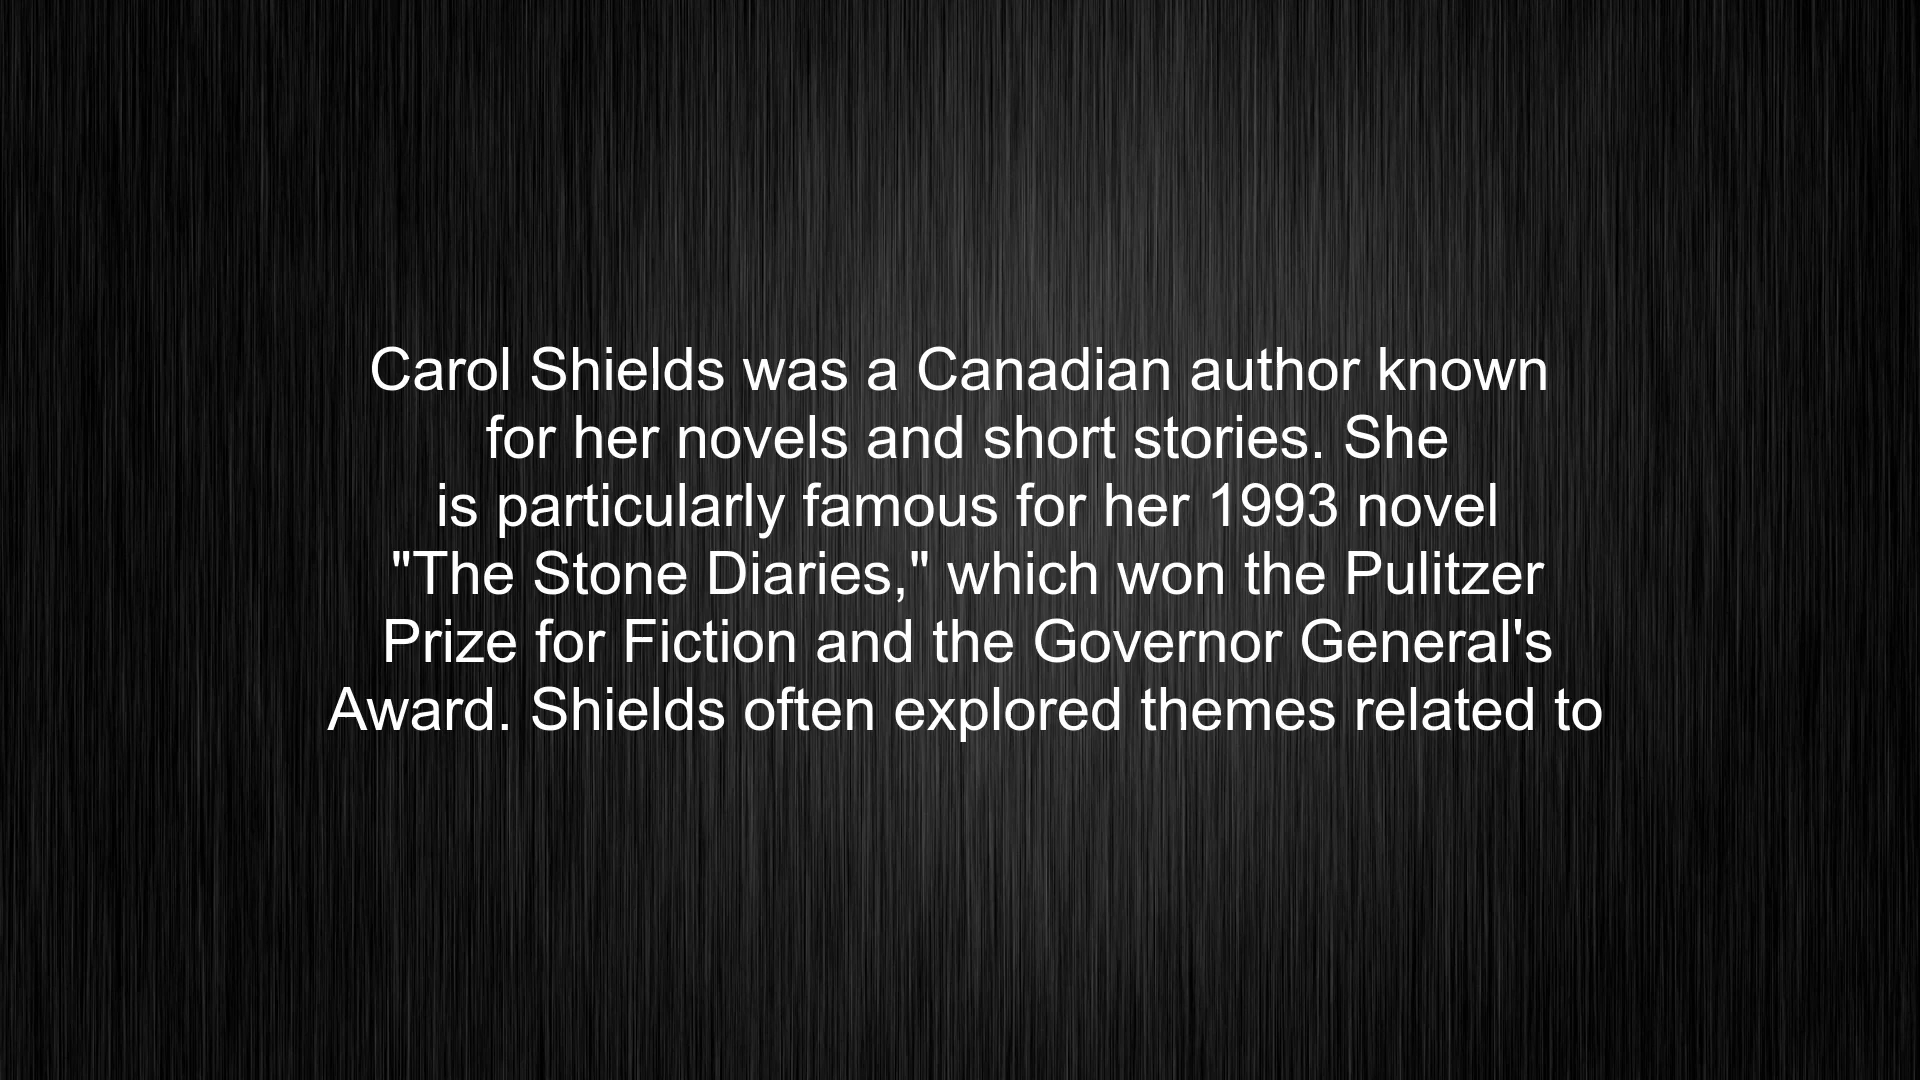 Carol Shields was a Canadian author known
for her novels and short stories. She
is particularly famous for her 1993 novel
"The Stone Diaries," which won the Pulitzer
Prize for Fiction and the Governor General's
Award. Shields often explored themes related to